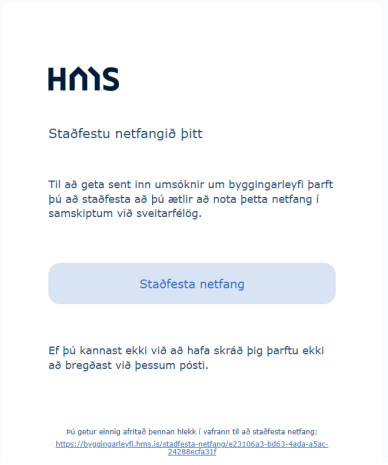 HMS
Staðfestu netfangið þitt
Til að geta sent inn umsóknir um byggingarleyfi þarft
þú að staðfesta að þú ætlir að nota þetta netfang í
samskiptum við sveitarfélög.
Staðfesta netfang
Ef þú kannast ekki við að hafa skráð þig þarftu ekki
að bregðast við þessum pósti.
Þú getur einnig afritað þennan hlekk í vafrann til að staðfesta netfang:
https://byggingarleyfi.hms.is/stadfesta-netfang/e23106a3-bd63-4ada-a5ac-
24288ecfa31f